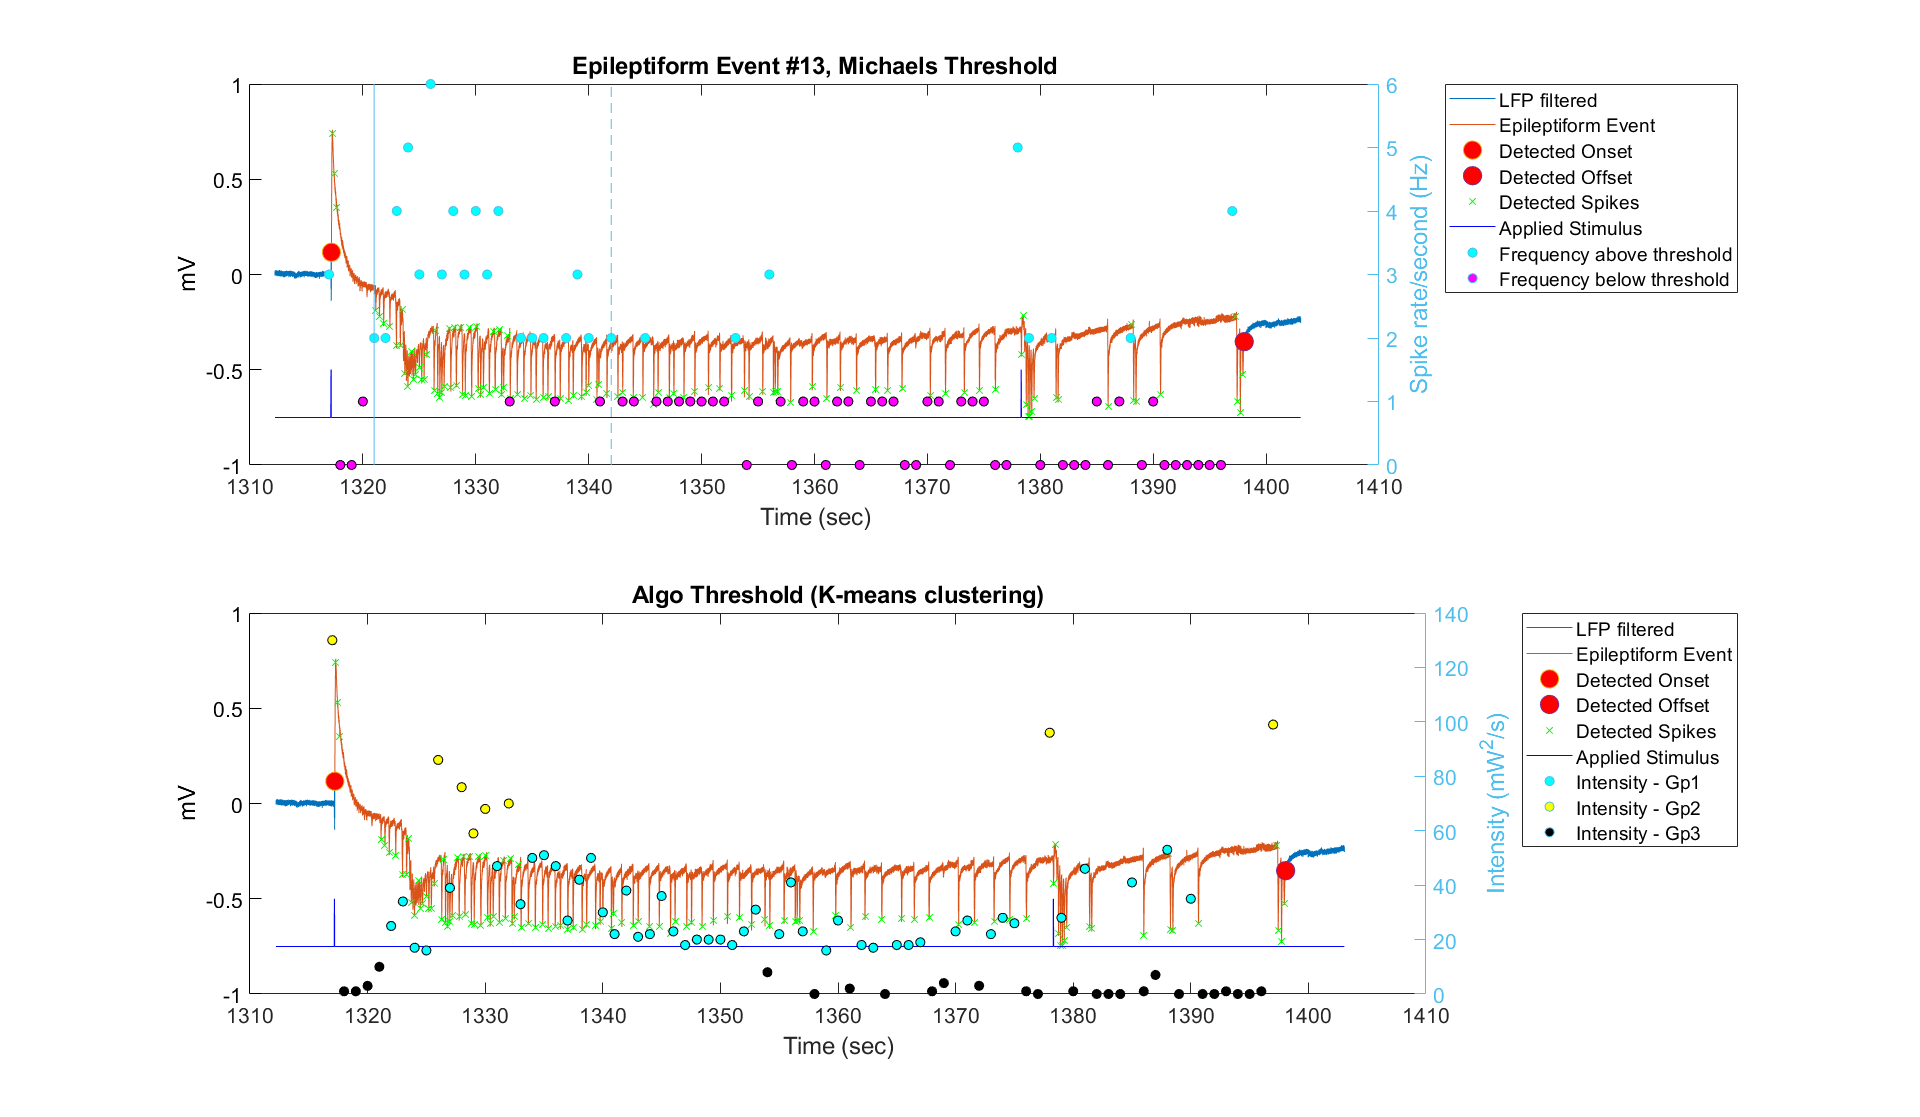 Epileptiform Event #13, Michaels Threshold
1
0.5
0
-0.5
-1
mV
1310
1320
1330
1340
1350
1360
1370
1380
1390
1400
1410
Time (sec)
6
5
4
3
2
1
0
Spike rate/second (Hz)
LFP filtered
Epileptiform Event
Detected Onset
Detected Offset
Detected Spikes
Applied Stimulus
Frequency above threshold
Frequency below threshold
Algo Threshold (K-means clustering)
1
0.5
0
-0.5
-1
mV
1310
1320
1330
1340
1350
1360
1370
1380
1390
1400
1410
Time (sec)
140
120
100
80
60
40
20
0
Intensity (mW²/s)
LFP filtered
Epileptiform Event
Detected Onset
Detected Offset
Detected Spikes
Applied Stimulus
Intensity - Gp1
Intensity - Gp2
Intensity - Gp3